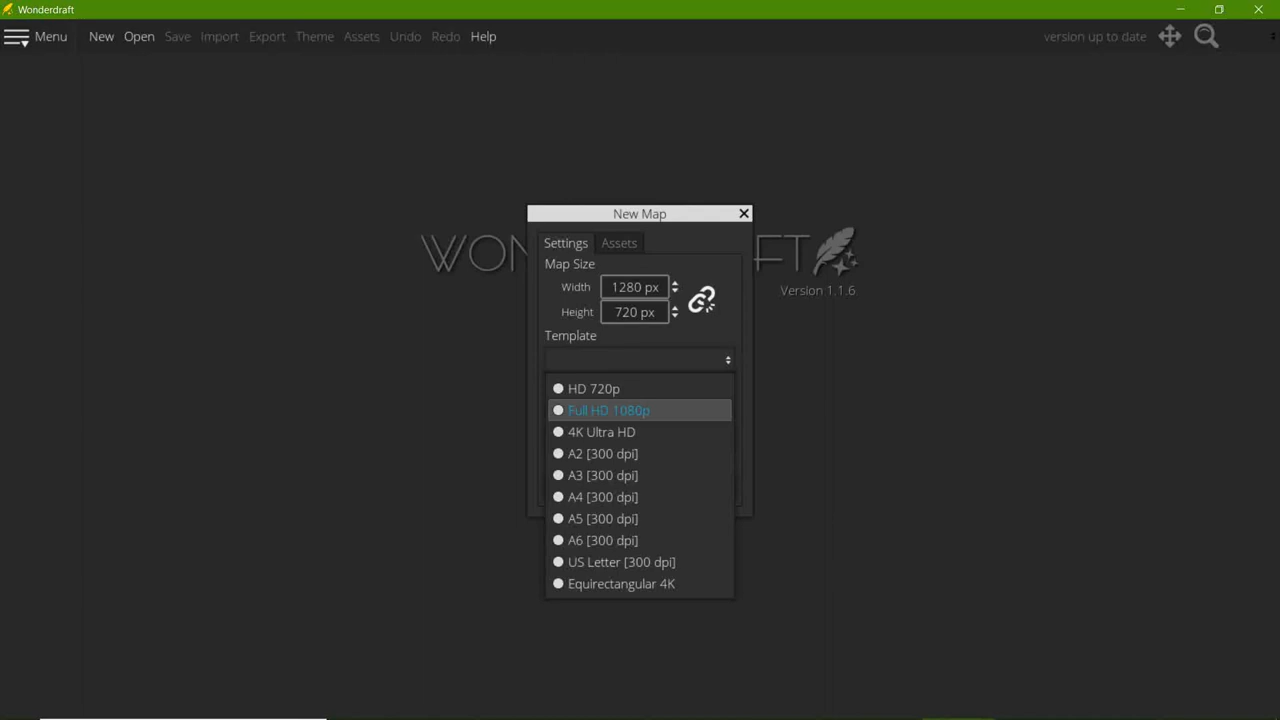 Wonderdraft
Menu New Open Save Import Export Theme Assets Undo Redo Help version up to date
New Map
WON FT
Version 1.1.6
Settings Assets
Map Size
Width 1280 px
Height 720 px
Template
HD 720p
Full HD 1080p
4K Ultra HD
A2 [300 dpi]
A3 [300 dpi]
A4 [300 dpi]
A5 [300 dpi]
A6 [300 dpi]
US Letter [300 dpi]
Equirectangular 4K